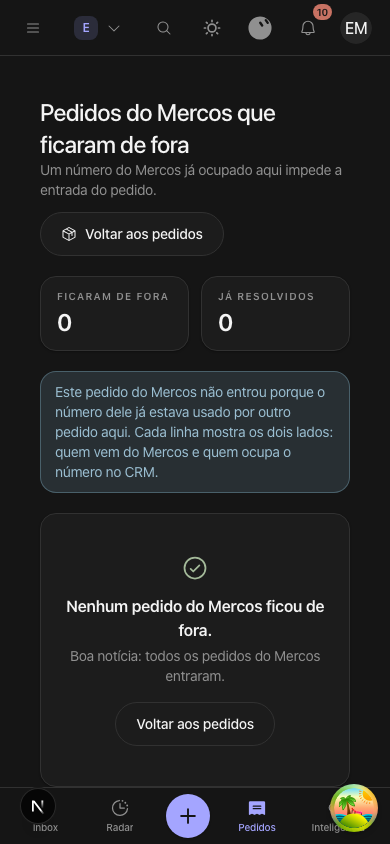 E
10
EM
Pedidos do Mercos que
ficaram de fora
Um número do Mercos já ocupado aqui impede a
entrada do pedido.
Voltar aos pedidos
FICARAM DE FORA
0
JÁ RESOLVIDOS
0
Este pedido do Mercos não entrou porque o
número dele já estava usado por outro
pedido aqui. Cada linha mostra os dois lados:
quem vem do Mercos e quem ocupa o
número no CRM.
Nenhum pedido do Mercos ficou de
fora.
Boa notícia: todos os pedidos do Mercos
entraram.
Voltar aos pedidos
N
Inbox
Radar
Pedidos